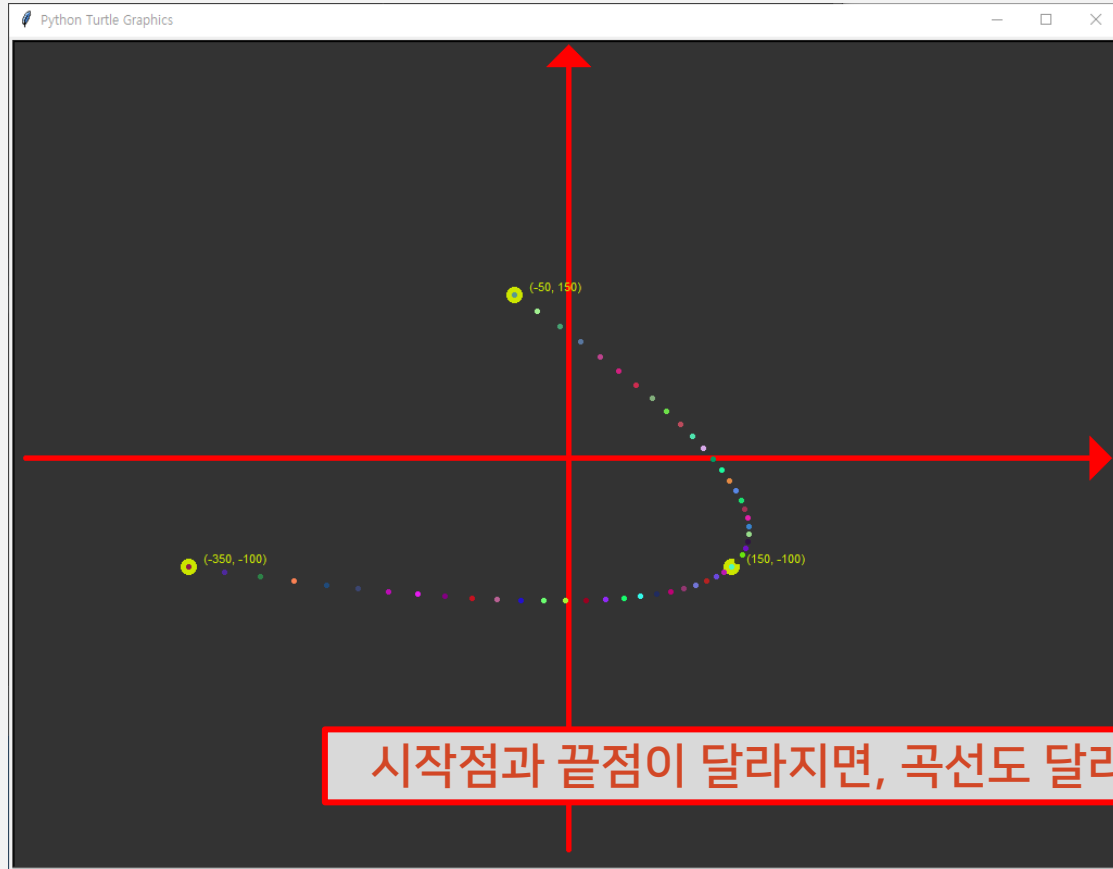 Python Turtle Graphics
(-50, 150)
(-350, -100)
(150, -100)
시작점과 끝점이 달라지면, 곡선도